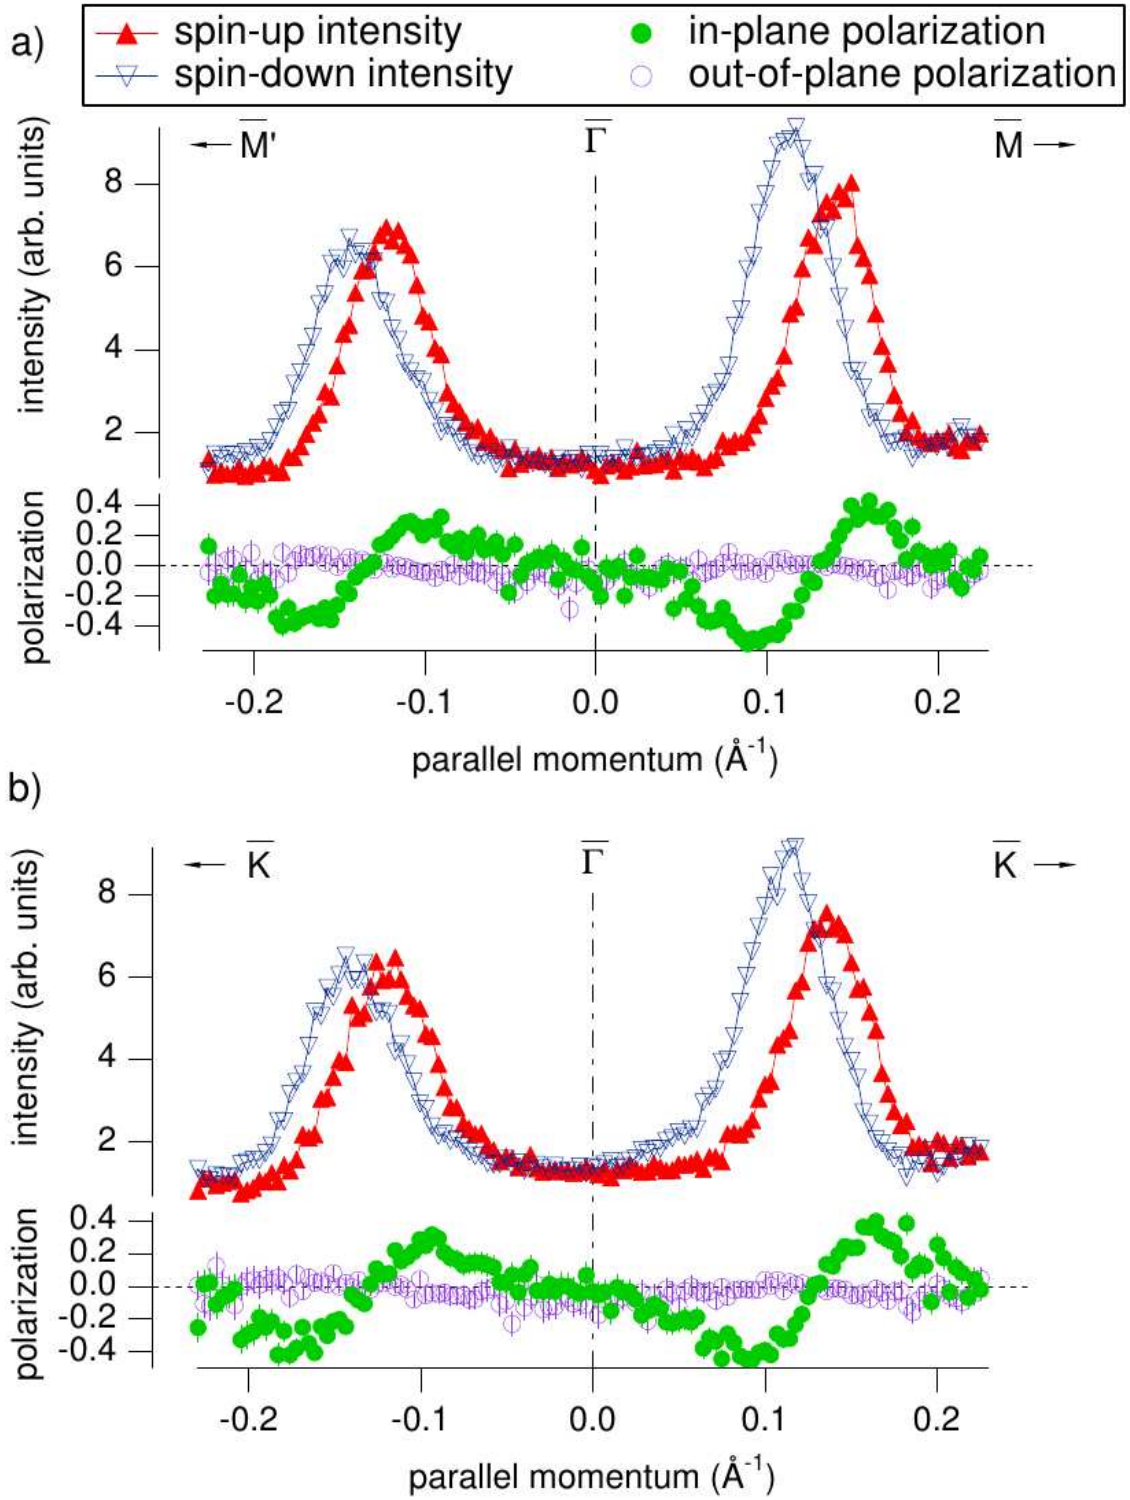 a)
spin-up intensity
in-plane polarization
spin-down intensity
out-of-plane polarization
M̅'
Γ̅
M̅
intensity (arb. units)
8
6
4
2
polarization
0.4
0.2
0.0
-0.2
-0.4
-0.2 -0.1 0.0 0.1 0.2
parallel momentum (Å⁻¹)
b)
K̅
Γ̅
K̅
intensity (arb. units)
8
6
4
2
polarization
0.4
0.2
0.0
-0.2
-0.4
-0.2 -0.1 0.0 0.1 0.2
parallel momentum (Å⁻¹)